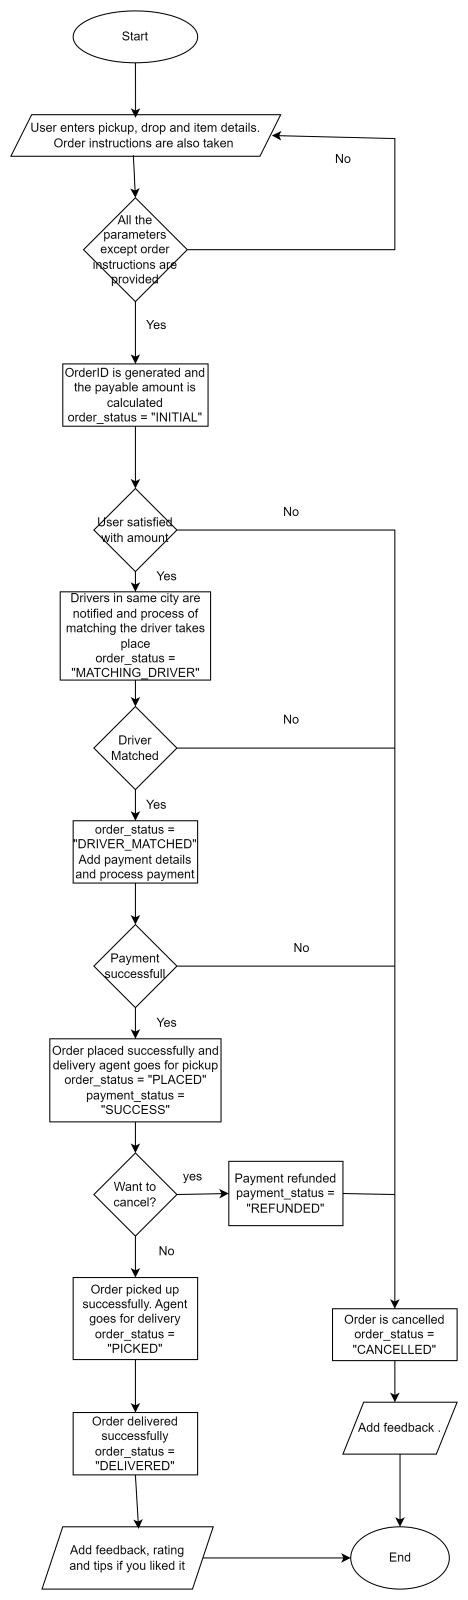 Start
User enters pickup, drop and item details.
Order instructions are also taken
No
All the
parameters
except order
instructions are
provided
Yes
OrderID is generated and
the payable amount is
calculated
order_status = "INITIAL"
User satisfied
with amount
No
Yes
Drivers in same city are
notified and process of
matching the driver takes
place
order_status =
"MATCHING_DRIVER"
No
Driver
Matched
Yes
order_status =
"DRIVER_MATCHED"
Add payment details
and process payment
No
Payment
successfull
Yes
Order placed successfully and
delivery agent goes for pickup
order_status = "PLACED"
payment_status =
"SUCCESS"
Want to
cancel?
yes
Payment refunded
payment_status =
"REFUNDED"
No
Order picked up
successfully. Agent
goes for delivery
order_status =
"PICKED"
Order is cancelled
order_status =
"CANCELLED"
Order delivered
successfully
order_status =
"DELIVERED"
Add feedback .
Add feedback, rating
and tips if you liked it
End